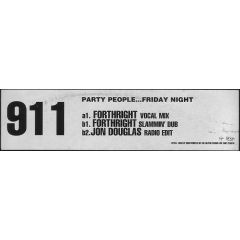 PARTY PEOPLE...FRIDAY NIGHT
911
a1. FORTHRIGHT VOCAL MIX
b1. FORTHRIGHT SLAMMIN' DUB
b2. JON DOUGLAS RADIO EDIT